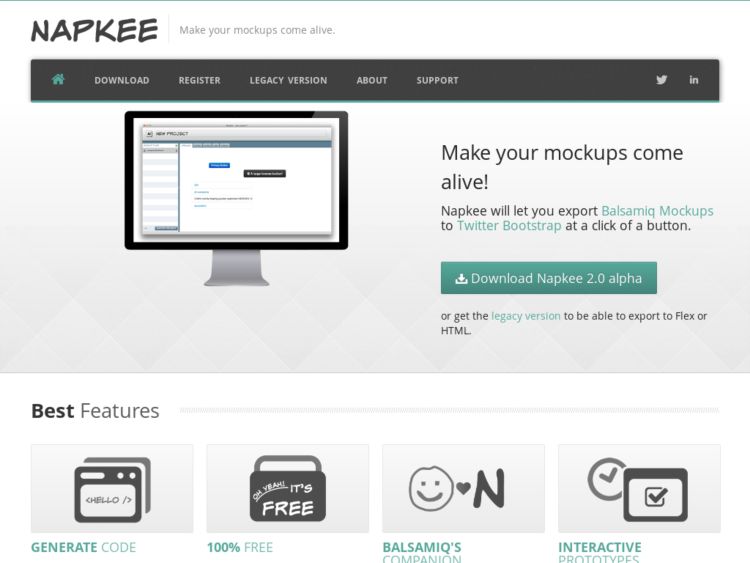 NAPKEE
Make your mockups come alive.
DOWNLOAD REGISTER LEGACY VERSION ABOUT SUPPORT
NEW PROJECT
Make your mockups come
alive!
Napkee will let you export Balsamiq Mockups
to Twitter Bootstrap at a click of a button.
Download Napkee 2.0 alpha
or get the legacy version to be able to export to Flex or
HTML.
Best Features
<HELLO />
OH YEAH! IT'S
FREE
N
GENERATE CODE
100% FREE
BALSAMIQ'S
COMPANION
INTERACTIVE
PROTOTYPES